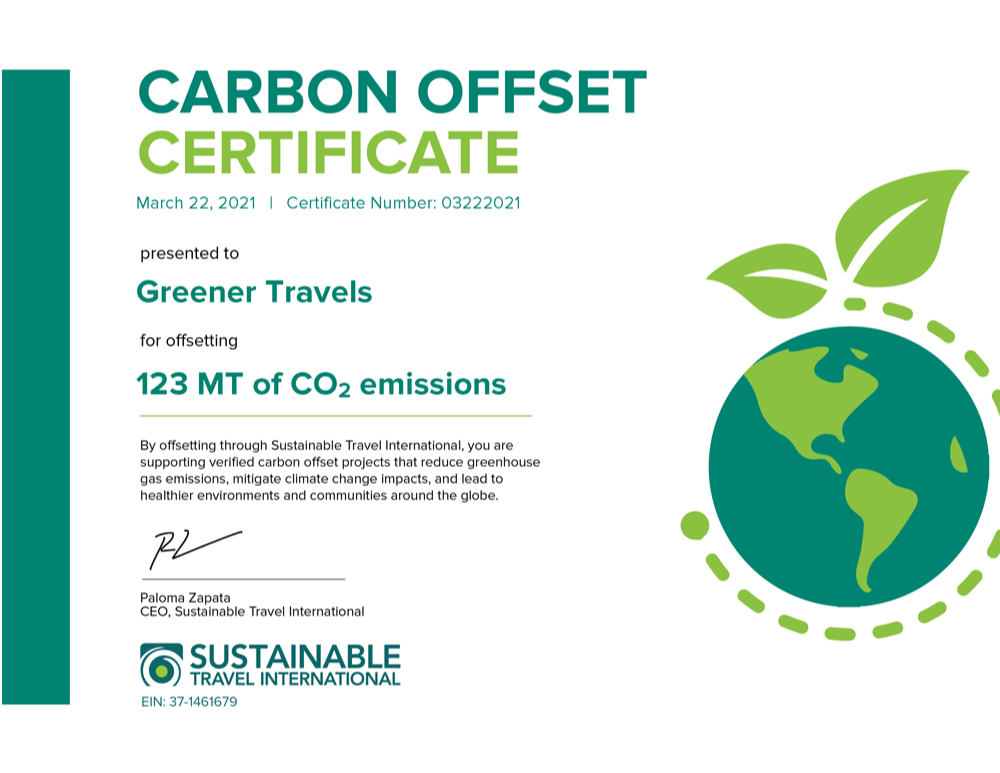 CARBON OFFSET
CERTIFICATE
March 22, 2021 | Certificate Number: 03222021
presented to
Greener Travels
for offsetting
123 MT of CO₂ emissions
By offsetting through Sustainable Travel International, you are
supporting verified carbon offset projects that reduce greenhouse
gas emissions, mitigate climate change impacts, and lead to
healthier environments and communities around the globe.
Paloma Zapata
CEO, Sustainable Travel International
SUSTAINABLE
TRAVEL INTERNATIONAL
EIN: 37-1461679